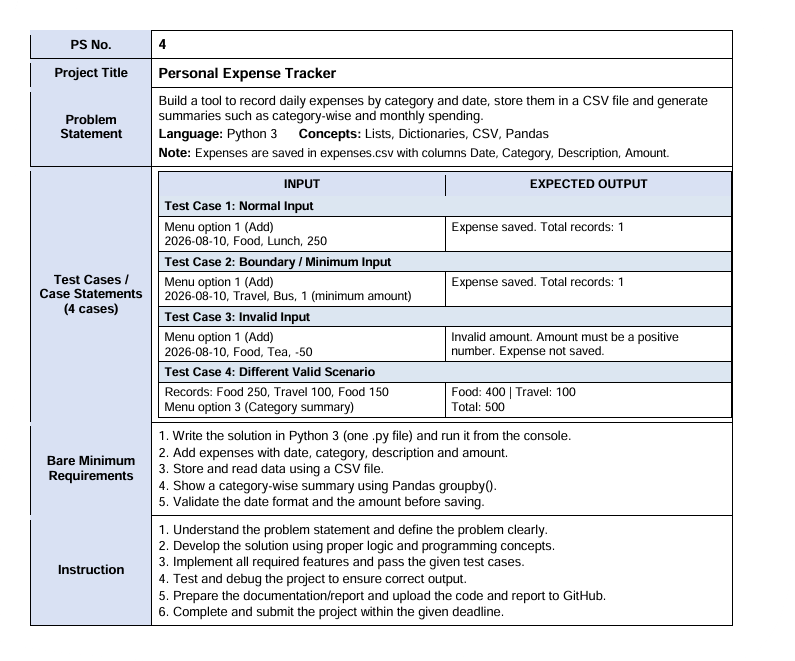 PS No.
4
Project Title
Personal Expense Tracker
Problem
Statement
Build a tool to record daily expenses by category and date, store them in a CSV file and generate
summaries such as category-wise and monthly spending.
Language: Python 3 Concepts: Lists, Dictionaries, CSV, Pandas
Note: Expenses are saved in expenses.csv with columns Date, Category, Description, Amount.
Test Cases /
Case Statements
(4 cases)
INPUT
EXPECTED OUTPUT
Test Case 1: Normal Input
Menu option 1 (Add)
2026-08-10, Food, Lunch, 250
Expense saved. Total records: 1
Test Case 2: Boundary / Minimum Input
Menu option 1 (Add)
2026-08-10, Travel, Bus, 1 (minimum amount)
Expense saved. Total records: 1
Test Case 3: Invalid Input
Menu option 1 (Add)
2026-08-10, Food, Tea, -50
Invalid amount. Amount must be a positive
number. Expense not saved.
Test Case 4: Different Valid Scenario
Records: Food 250, Travel 100, Food 150
Menu option 3 (Category summary)
Food: 400 | Travel: 100
Total: 500
Bare Minimum
Requirements
1. Write the solution in Python 3 (one .py file) and run it from the console.
2. Add expenses with date, category, description and amount.
3. Store and read data using a CSV file.
4. Show a category-wise summary using Pandas groupby().
5. Validate the date format and the amount before saving.
Instruction
1. Understand the problem statement and define the problem clearly.
2. Develop the solution using proper logic and programming concepts.
3. Implement all required features and pass the given test cases.
4. Test and debug the project to ensure correct output.
5. Prepare the documentation/report and upload the code and report to GitHub.
6. Complete and submit the project within the given deadline.